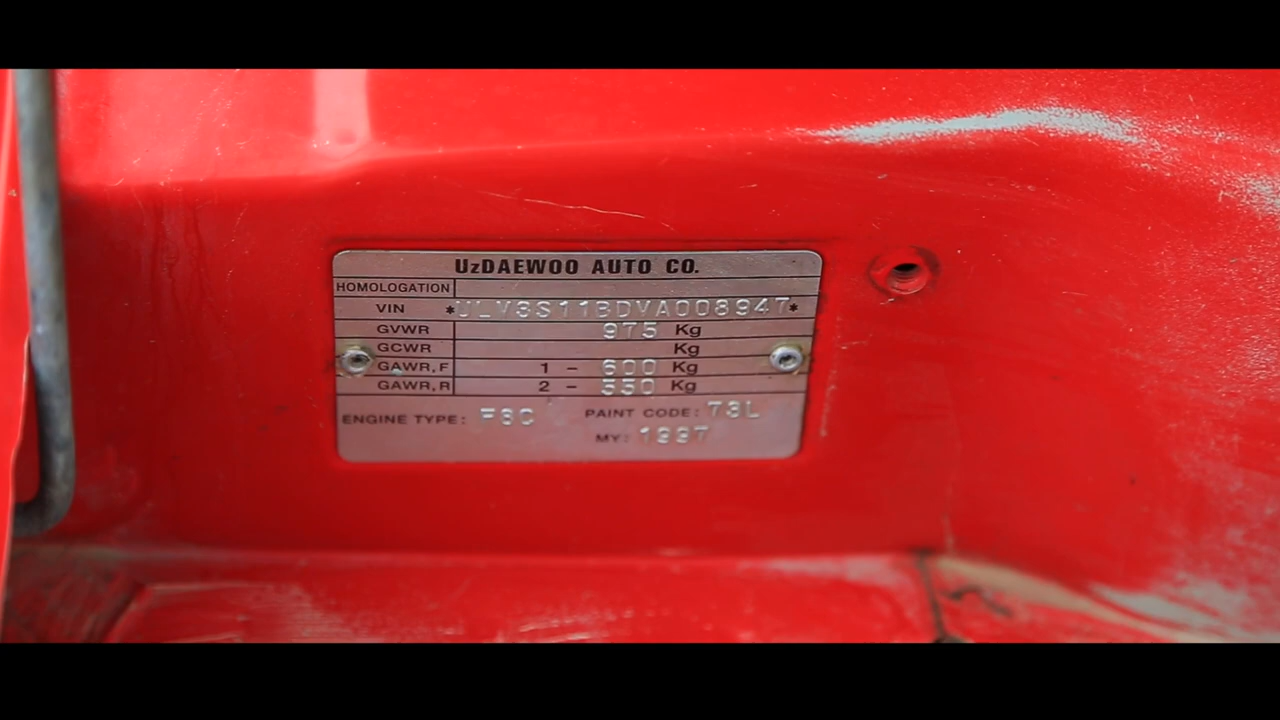 UzDAEWOO AUTO CO.
HOMOLOGATION
VIN *ULV3S11BDVA008947*
GVWR 975 Kg
GCWR Kg
GAWR,F 1 - 600 Kg
GAWR,R 2 - 550 Kg
ENGINE TYPE: F8C PAINT CODE: 73L
MY: 1997